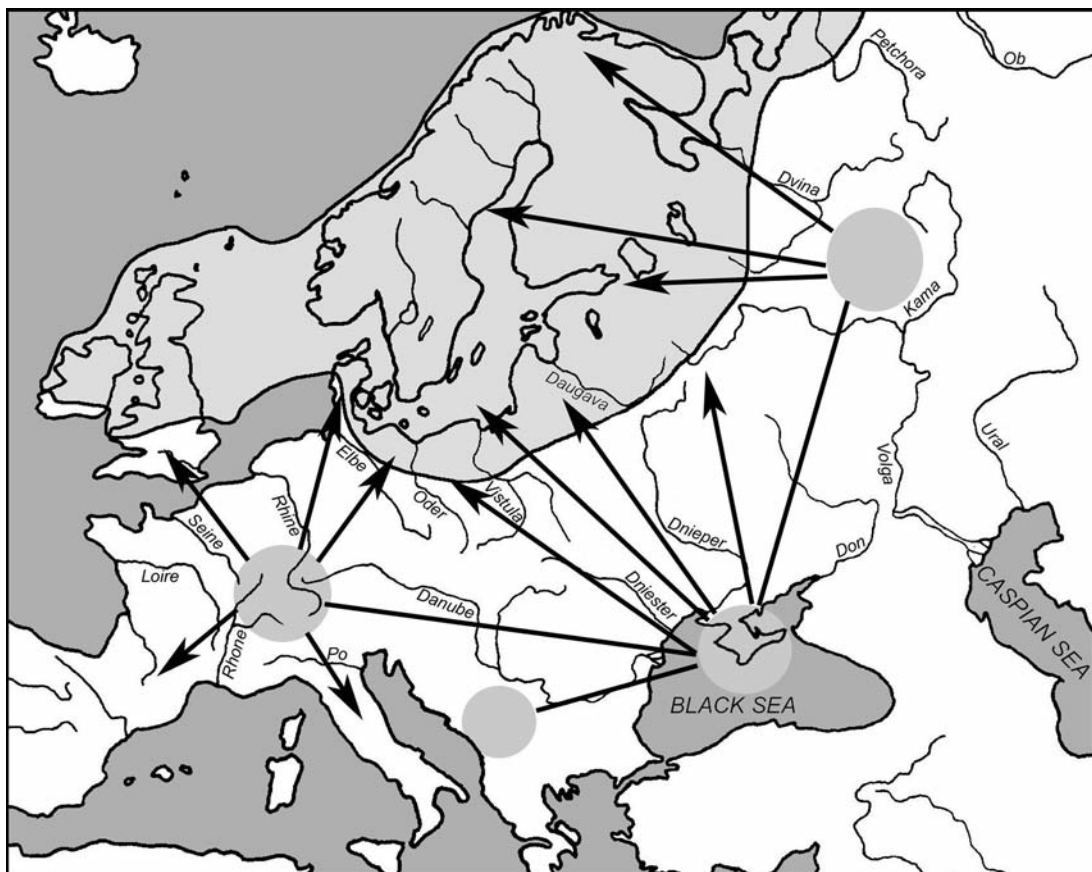 Petchora
Ob
Dvina
Kama
Daugava
Elbe
Oder
Vistula
Volga
Ural
Rhine
Seine
Dnieper
Don
Loire
Danube
Dniester
CASPIAN SEA
Rhone
Po
BLACK SEA